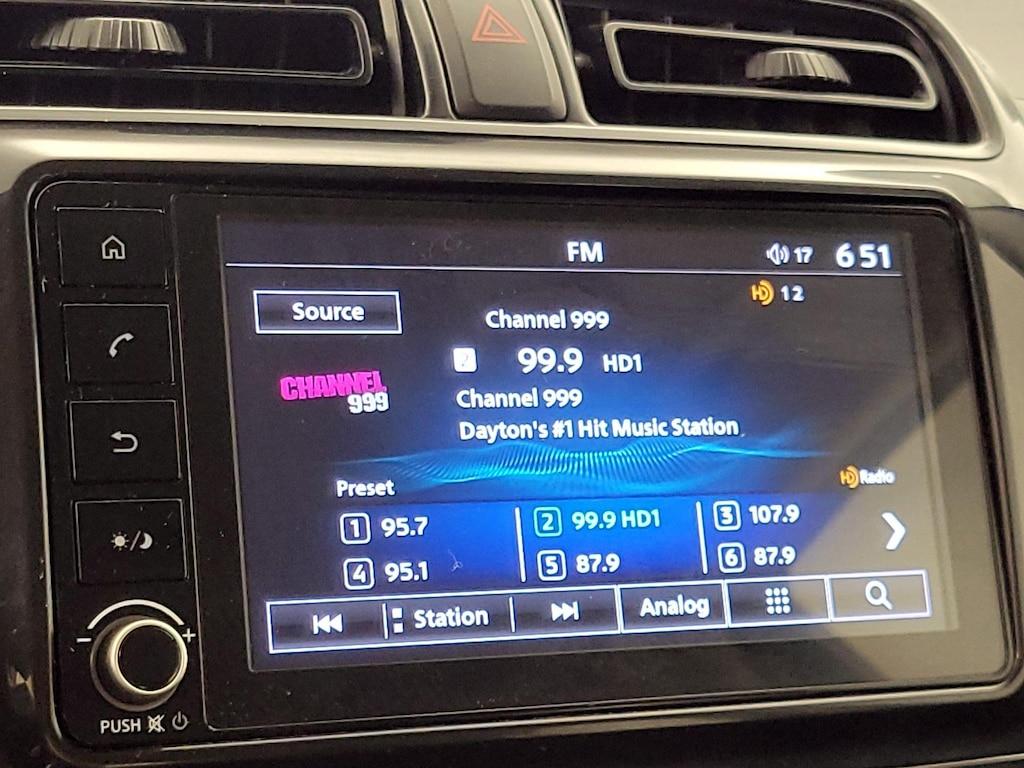 FM
17
6 51
HD 12
Source
Channel 999
99.9 HD1
CHANNEL
999
Channel 999
Dayton's #1 Hit Music Station
HD Radio
Preset
1 95.7
2 99.9 HD1
3 107.9
4 95.1
5 87.9
6 87.9
Station
Analog
- +
PUSH